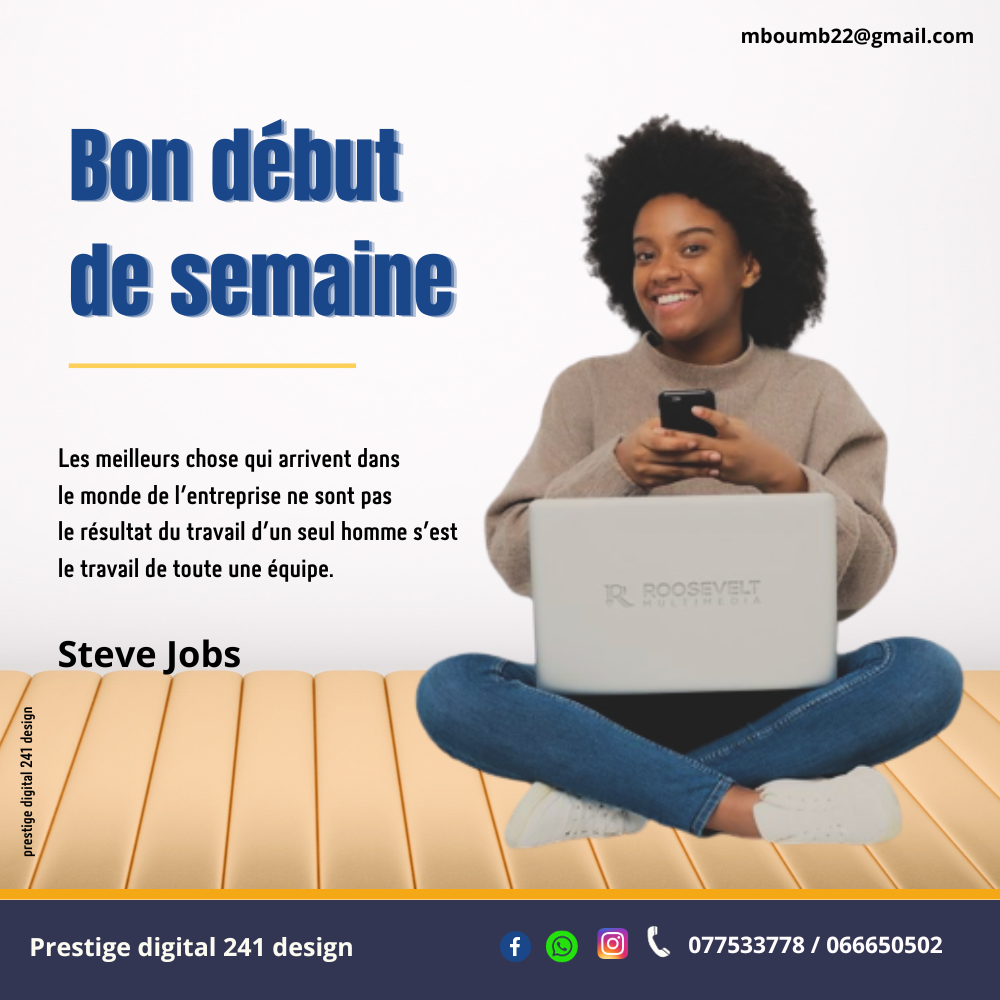 mboumb22@gmail.com
Bon début
de semaine
Les meilleurs chose qui arrivent dans
le monde de l'entreprise ne sont pas
le résultat du travail d'un seul homme s'est
le travail de toute une équipe.
Steve Jobs
R ROOSEVELT
MULTIMEDIA
prestige digital 241 design
Prestige digital 241 design
077533778 / 066650502